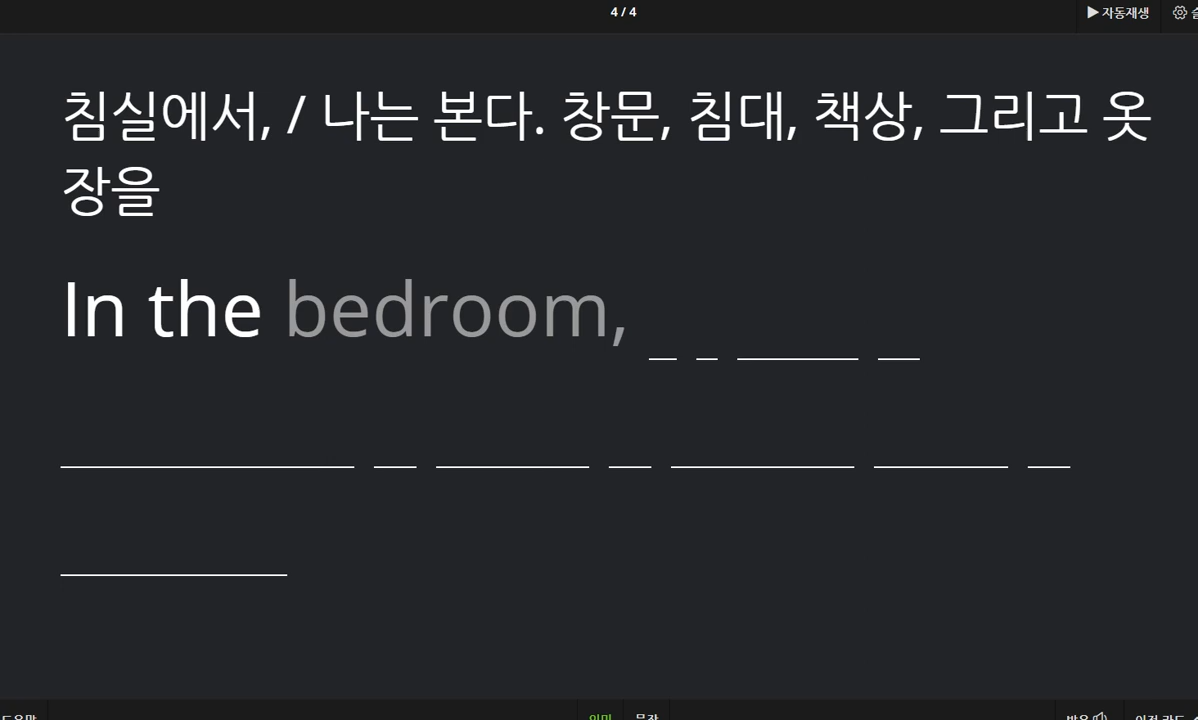 4 / 4
▶ 자동재생
침실에서, / 나는 본다. 창문, 침대, 책상, 그리고 옷
장을
In the bedroom,